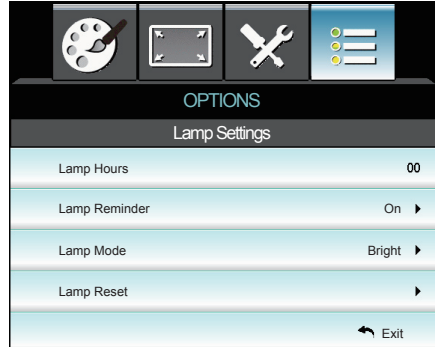 OPTIONS
Lamp Settings
Lamp Hours 00
Lamp Reminder On
Lamp Mode Bright
Lamp Reset
Exit